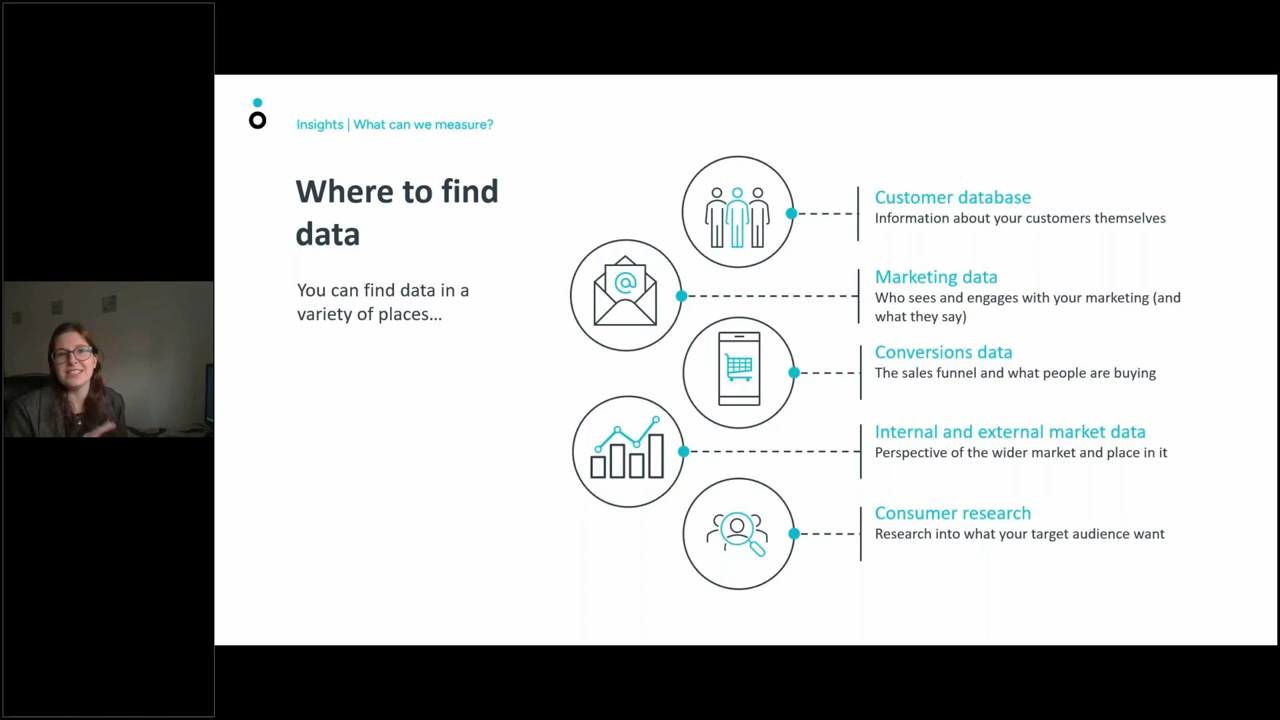 Insights | What can we measure?
Where to find
data
You can find data in a
variety of places...
@
Customer database
Information about your customers themselves
Marketing data
Who sees and engages with your marketing (and
what they say)
Conversions data
The sales funnel and what people are buying
Internal and external market data
Perspective of the wider market and place in it
Consumer research
Research into what your target audience want